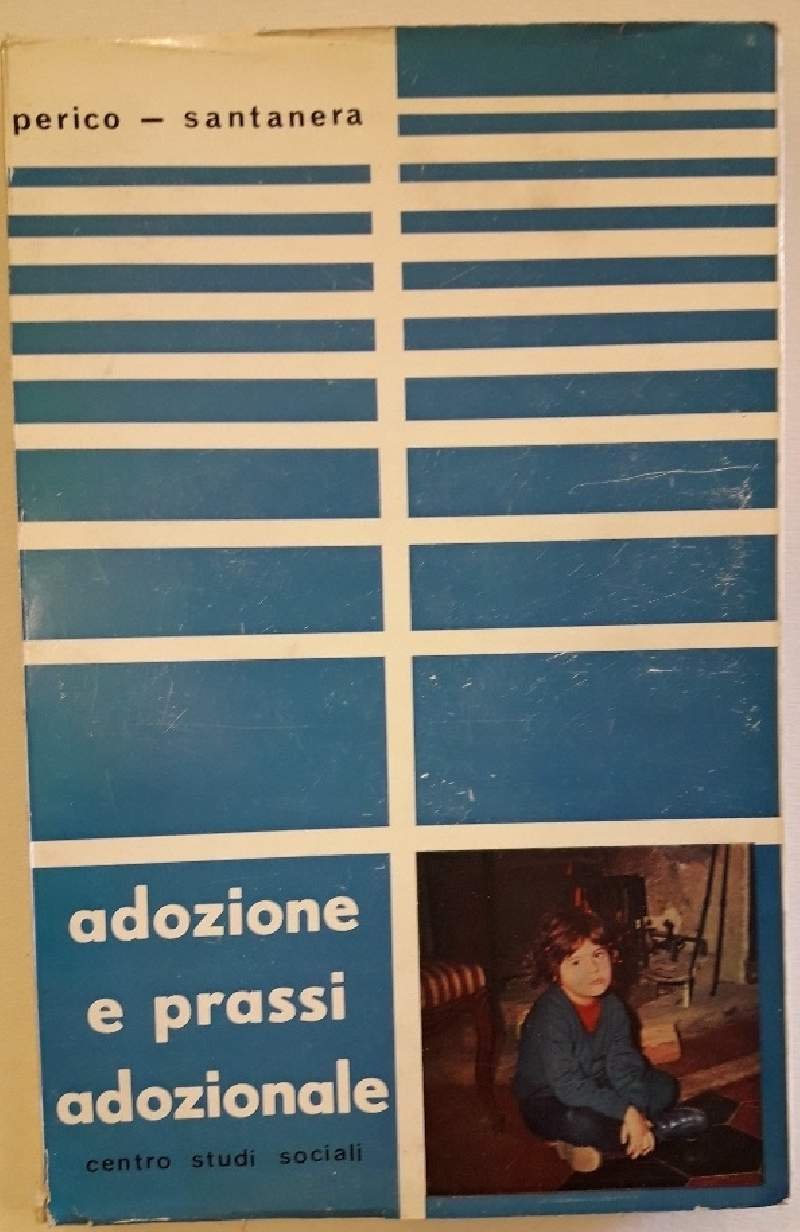 perico — santanera
adozione
e prassi
adozionale
centro studi sociali